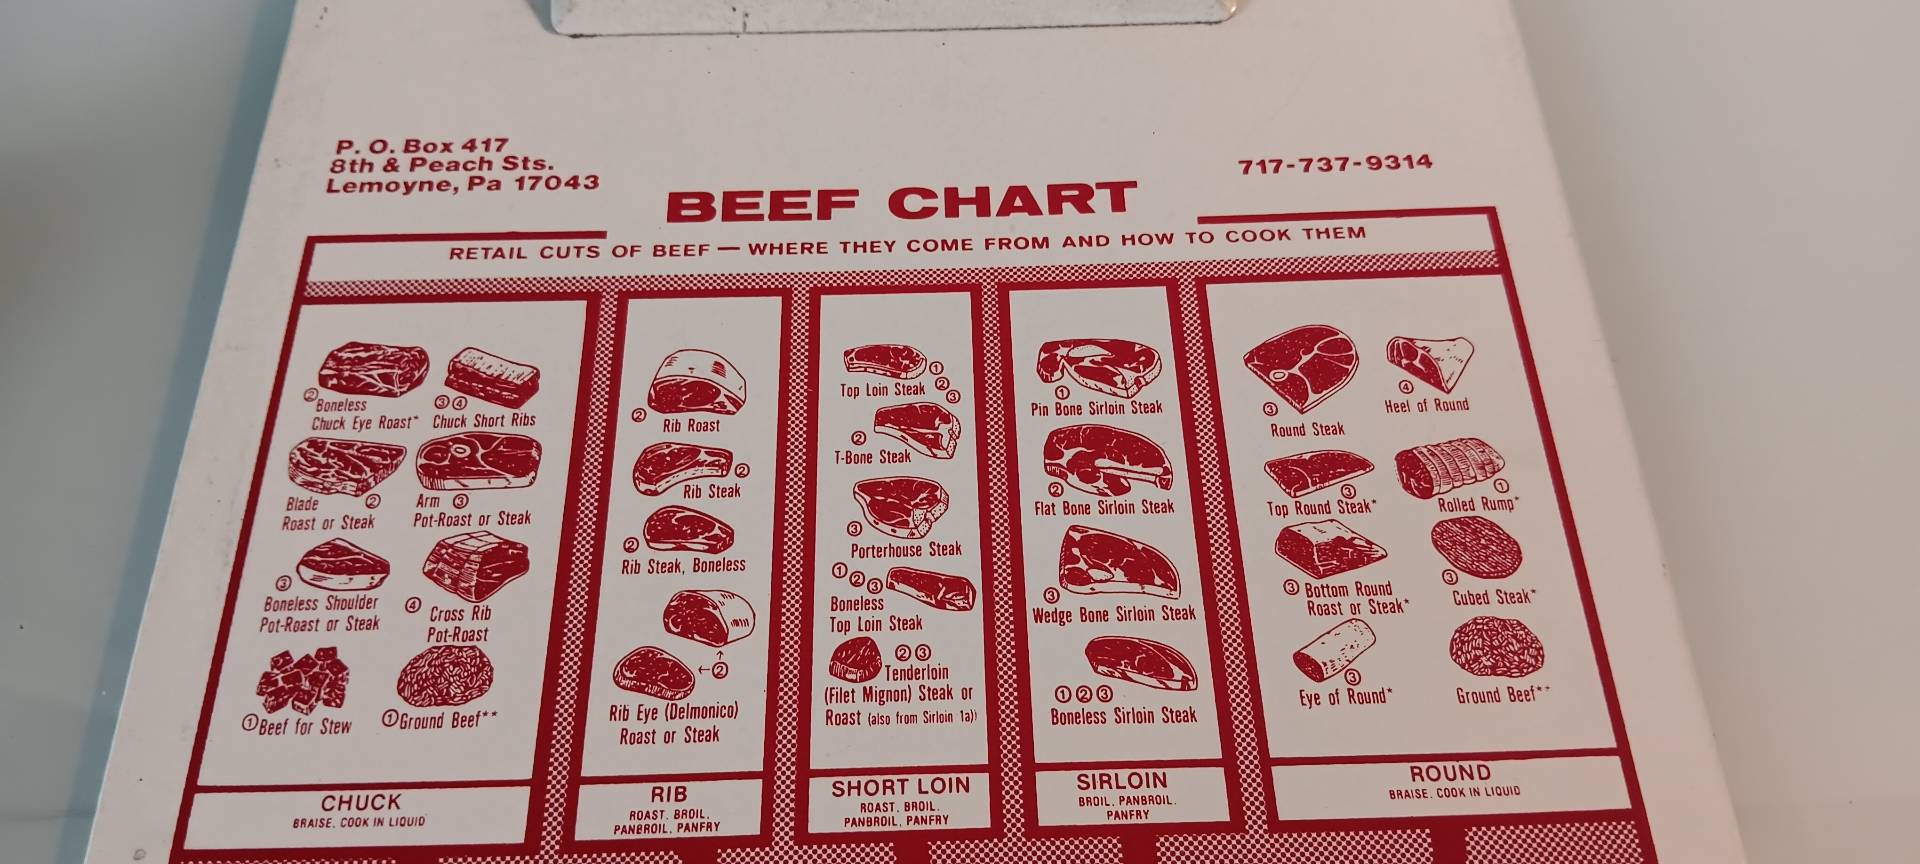 P. O. Box 417
8th & Peach Sts.
Lemoyne, Pa 17043
717-737-9314
BEEF CHART
RETAIL CUTS OF BEEF — WHERE THEY COME FROM AND HOW TO COOK THEM
② Boneless
Chuck Eye Roast*
③④
Chuck Short Ribs
Blade ②
Roast or Steak
Arm ③
Pot-Roast or Steak
③
Boneless Shoulder
Pot-Roast or Steak
④ Cross Rib
Pot-Roast
①Beef for Stew
①Ground Beef**
CHUCK
BRAISE, COOK IN LIQUID
②
Rib Roast
②
Rib Steak
②
Rib Steak, Boneless
↑
←②
Rib Eye (Delmonico)
Roast or Steak
RIB
ROAST, BROIL,
PANBROIL, PANFRY
①
Top Loin Steak ②
③
②
T-Bone Steak
③
Porterhouse Steak
①②③
Boneless
Top Loin Steak
②③
Tenderloin
(Filet Mignon) Steak or
Roast (also from Sirloin 1a)
SHORT LOIN
ROAST, BROIL,
PANBROIL, PANFRY
①
Pin Bone Sirloin Steak
②
Flat Bone Sirloin Steak
③
Wedge Bone Sirloin Steak
①②③
Boneless Sirloin Steak
SIRLOIN
BROIL, PANBROIL,
PANFRY
③
Round Steak
④
Heel of Round
③
Top Round Steak*
①
Rolled Rump*
③ Bottom Round
Roast or Steak*
③
Cubed Steak*
③
Eye of Round*
Ground Beef**
ROUND
BRAISE, COOK IN LIQUID